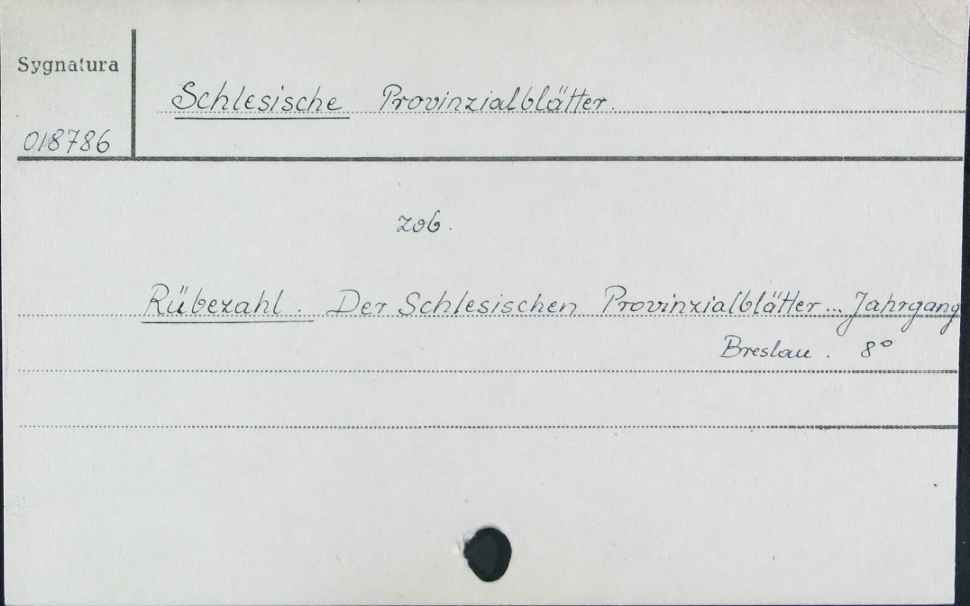 Sygnatura
Schlesische Provinzialblätter.
018786
zob.
Rübezahl. Der Schlesischen Provinzialblätter... Jahrgang
Breslau. 8°